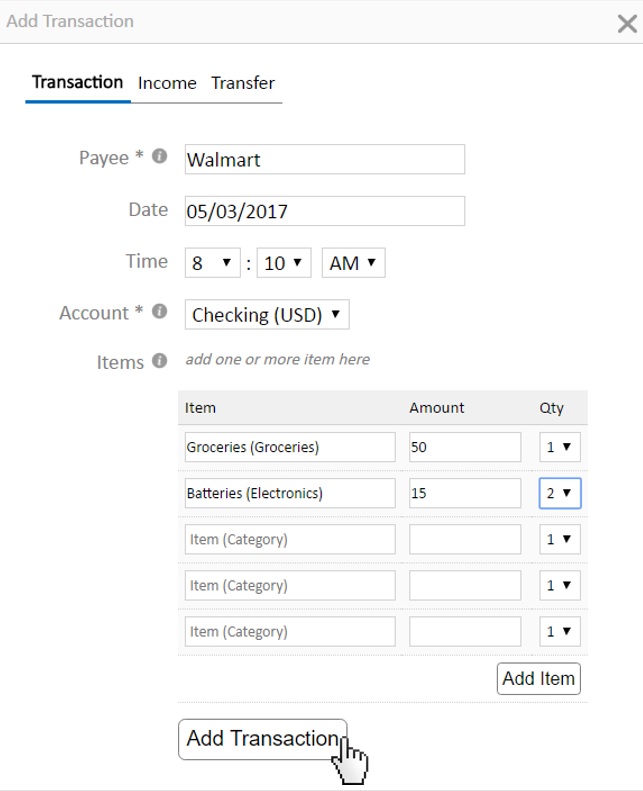 Add Transaction
Transaction Income Transfer
Payee * Walmart
Date 05/03/2017
Time 8 : 10 AM
Account * Checking (USD)
Items add one or more item here
Item Amount Qty
Groceries (Groceries) 50 1
Batteries (Electronics) 15 2
Item (Category) 1
Item (Category) 1
Item (Category) 1
Add Item
Add Transaction